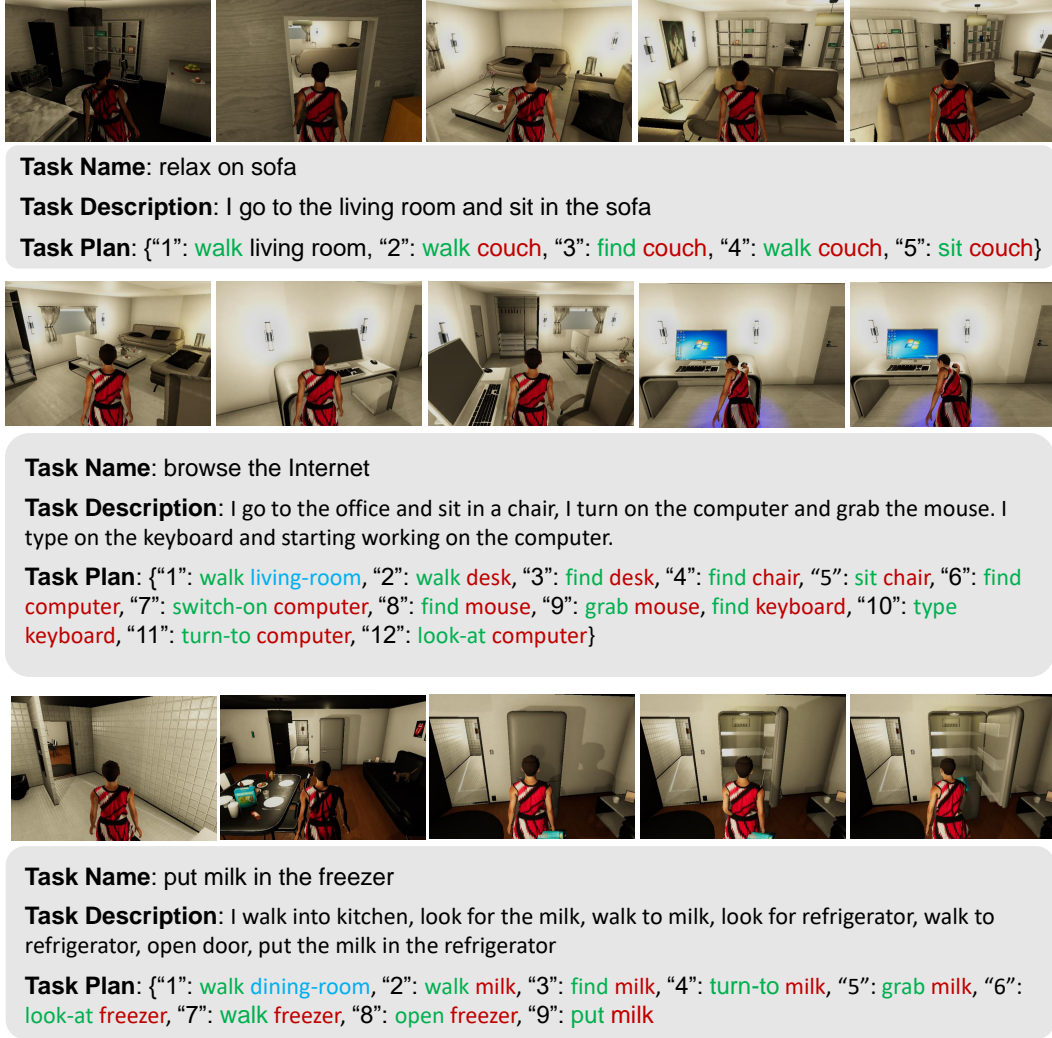 Task Name: relax on sofa
Task Description: I go to the living room and sit in the sofa
Task Plan: {“1”: walk living room, “2”: walk couch, “3”: find couch, “4”: walk couch, “5”: sit couch}
Task Name: browse the Internet
Task Description: I go to the office and sit in a chair, I turn on the computer and grab the mouse. I
type on the keyboard and starting working on the computer.
Task Plan: {“1”: walk living-room, “2”: walk desk, “3”: find desk, “4”: find chair, “5”: sit chair, “6”: find
computer, “7”: switch-on computer, “8”: find mouse, “9”: grab mouse, find keyboard, “10”: type
keyboard, “11”: turn-to computer, “12”: look-at computer}
Task Name: put milk in the freezer
Task Description: I walk into kitchen, look for the milk, walk to milk, look for refrigerator, walk to
refrigerator, open door, put the milk in the refrigerator
Task Plan: {“1”: walk dining-room, “2”: walk milk, “3”: find milk, “4”: turn-to milk, “5”: grab milk, “6”:
look-at freezer, “7”: walk freezer, “8”: open freezer, “9”: put milk